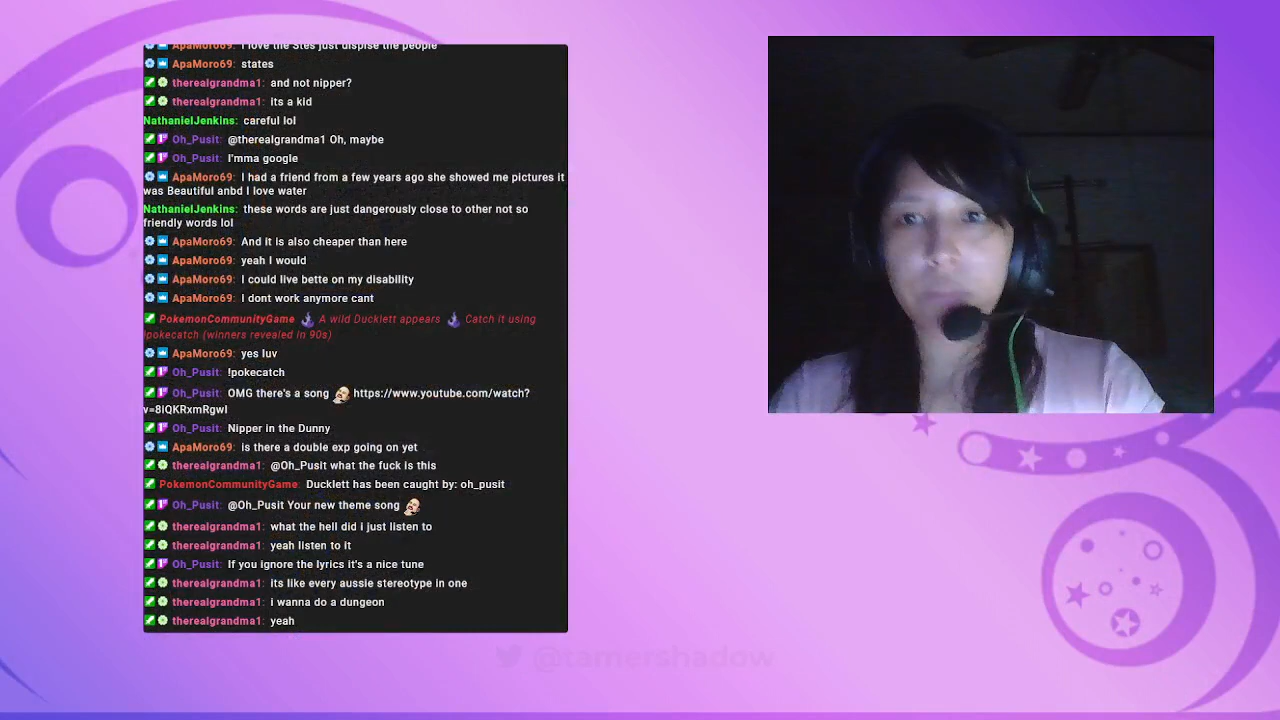 ApaMoro69: I love the Stes just dispise the people
ApaMoro69: states
therealgrandma1: and not nipper?
therealgrandma1: its a kid
NathanielJenkins: careful lol
Oh_Pusit: @therealgrandma1 Oh, maybe
Oh_Pusit: I'mma google
ApaMoro69: I had a friend from a few years ago she showed me pictures it
was Beautiful anbd I love water
NathanielJenkins: these words are just dangerously close to other not so
friendly words lol
ApaMoro69: And it is also cheaper than here
ApaMoro69: yeah I would
ApaMoro69: I could live bette on my disability
ApaMoro69: I dont work anymore cant
PokemonCommunityGame A wild Ducklett appears Catch it using
!pokecatch (winners revealed in 90s)
ApaMoro69: yes luv
Oh_Pusit: !pokecatch
Oh_Pusit: OMG there's a song https://www.youtube.com/watch?
v=8iQKRxmRgwI
Oh_Pusit: Nipper in the Dunny
ApaMoro69: is there a double exp going on yet
therealgrandma1: @Oh_Pusit what the fuck is this
PokemonCommunityGame: Ducklett has been caught by: oh_pusit
Oh_Pusit: @Oh_Pusit Your new theme song
therealgrandma1: what the hell did i just listen to
therealgrandma1: yeah listen to it
Oh_Pusit: If you ignore the lyrics it's a nice tune
therealgrandma1: its like every aussie stereotype in one
therealgrandma1: i wanna do a dungeon
therealgrandma1: yeah
@tamershadow